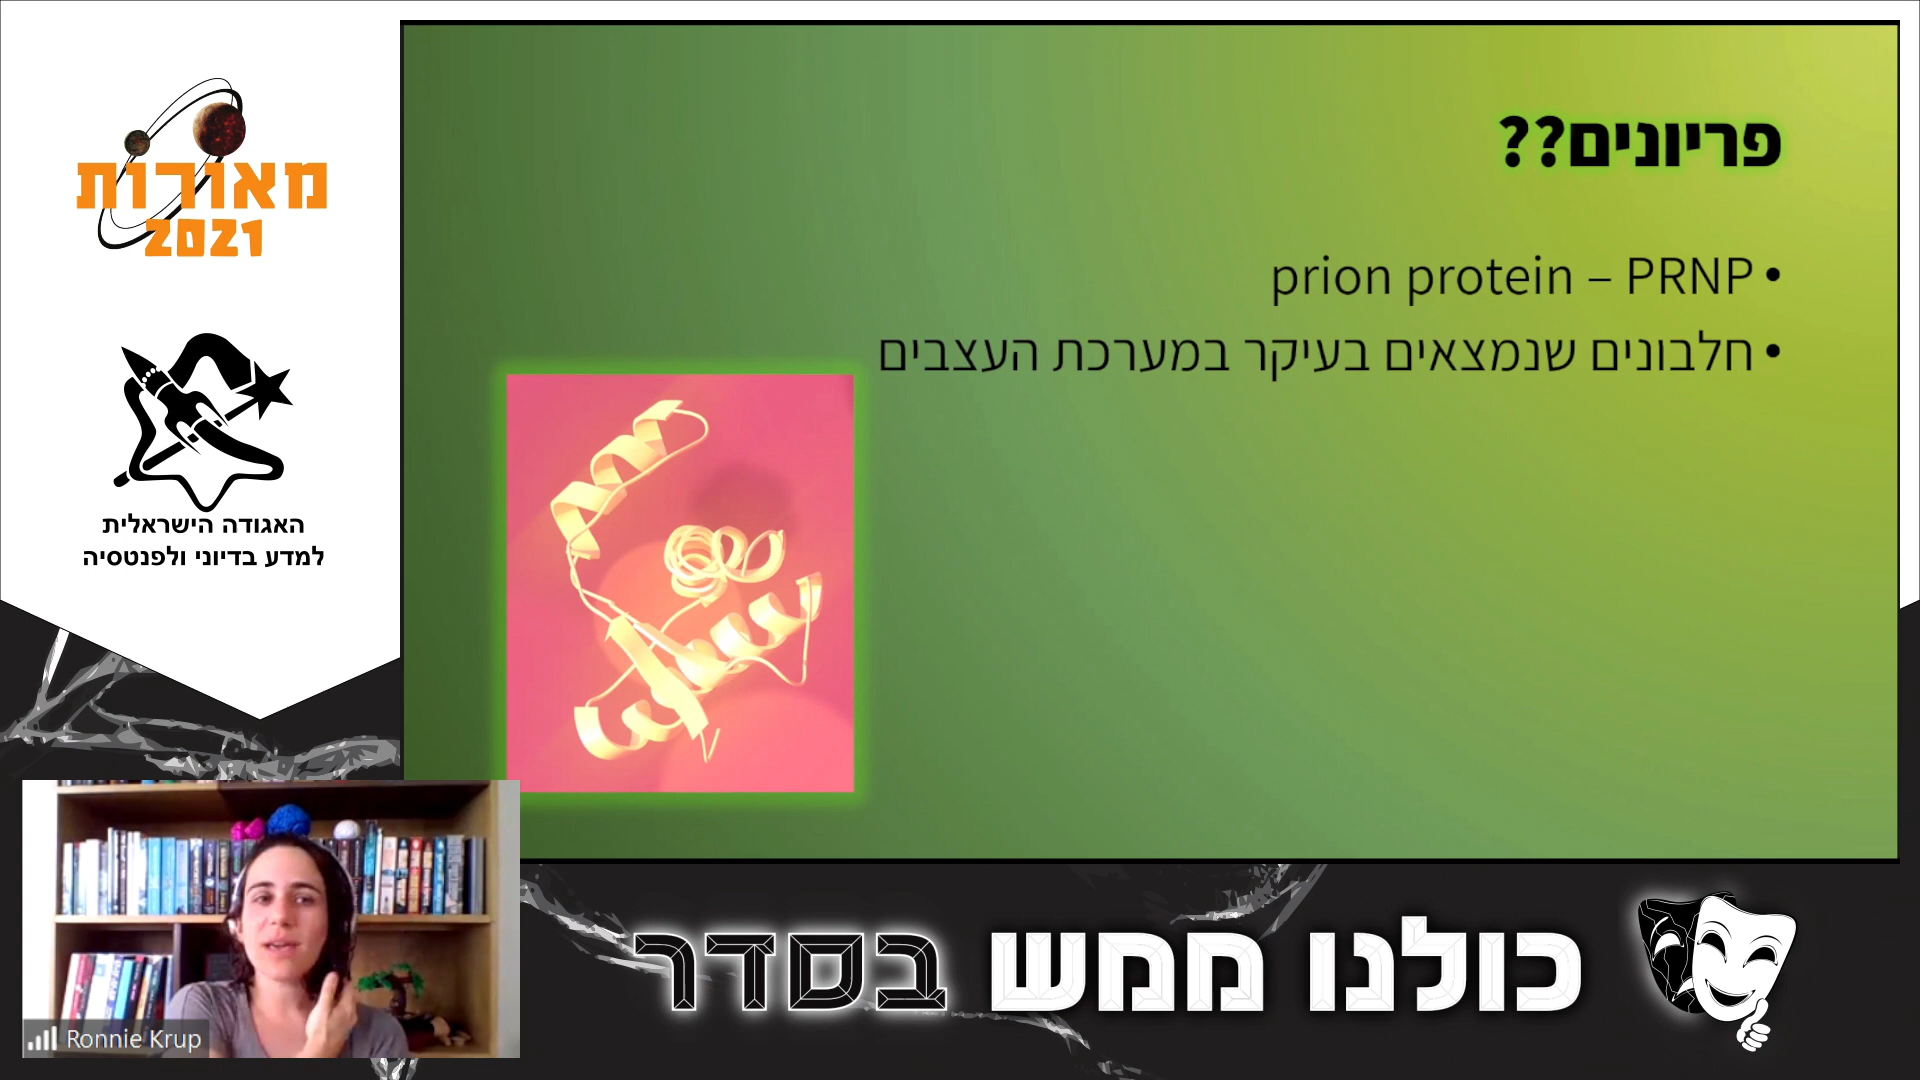 מאורות
2021
האגודה הישראלית
למדע בדיוני ולפנטסיה
פריונים??
• prion protein – PRNP
• חלבונים שנמצאים בעיקר במערכת העצבים
Ronnie Krup
כולנו ממש בסדר